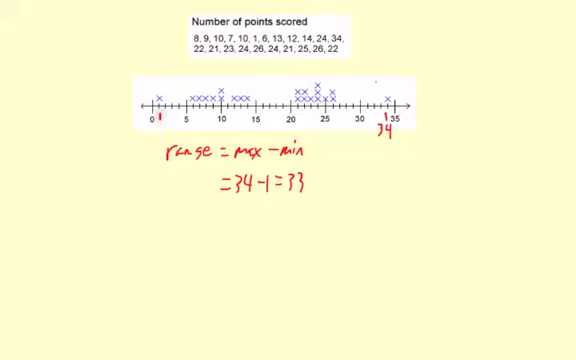 Number of points scored
8, 9, 10, 7, 10, 1, 6, 13, 12, 14, 24, 34,
22, 21, 23, 24, 26, 24, 21, 25, 26, 22
0 5 10 15 20 25 30 35
1 34
range = max - min
= 34 - 1 = 33